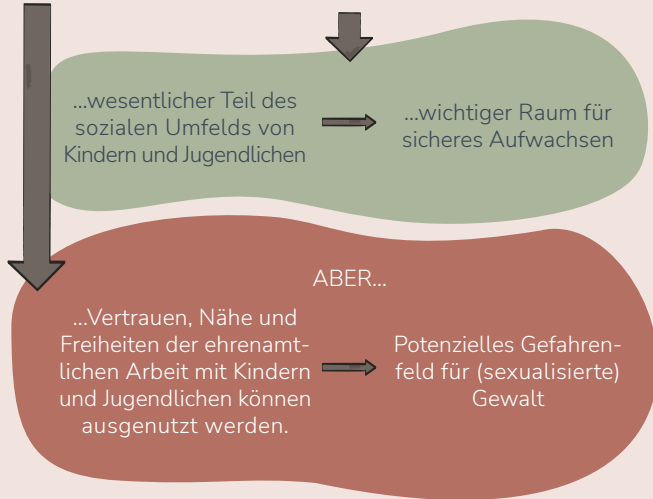 ...wesentlicher Teil des
sozialen Umfelds von
Kindern und Jugendlichen
...wichtiger Raum für
sicheres Aufwachsen
ABER...
...Vertrauen, Nähe und
Freiheiten der ehrenamt-
lichen Arbeit mit Kindern
und Jugendlichen können
ausgenutzt werden.
Potenzielles Gefahren-
feld für (sexualisierte)
Gewalt